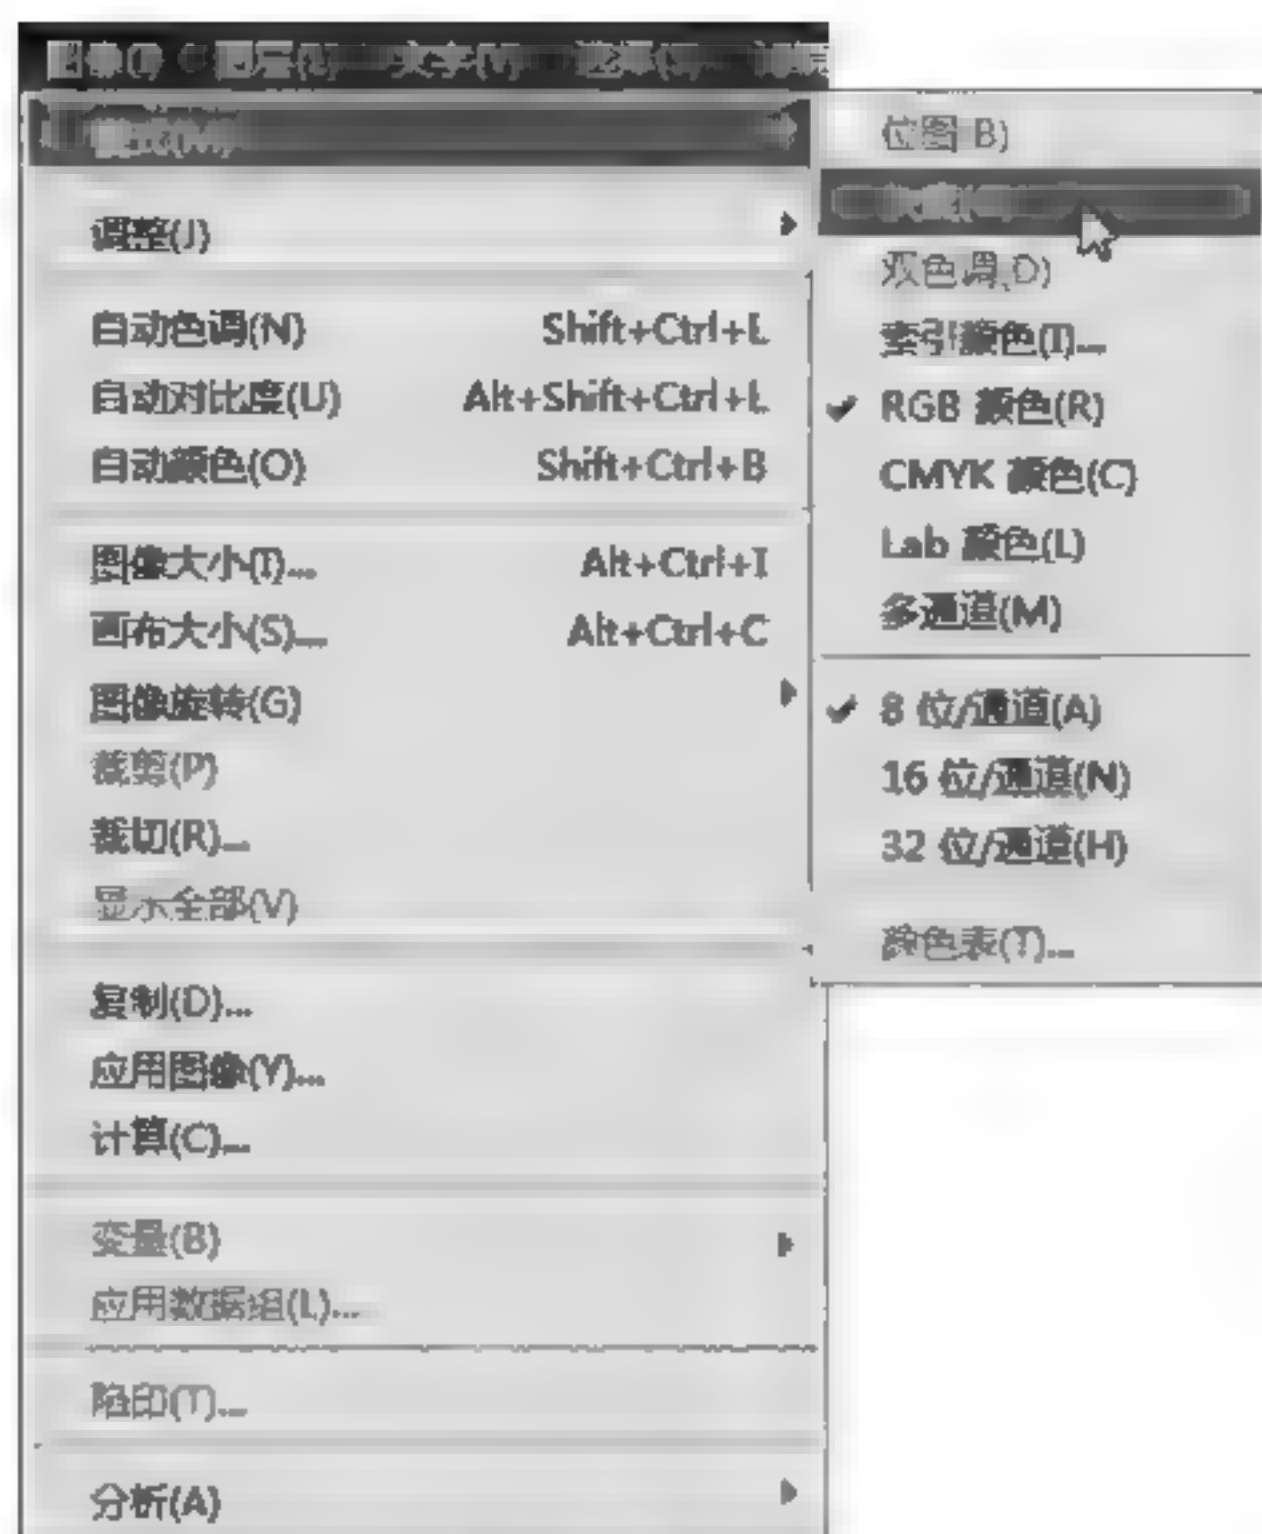 图像(I) 图层(L) 文字(Y) 选择(S)
模式(M)
调整(J)
自动色调(N) Shift+Ctrl+L
自动对比度(U) Alt+Shift+Ctrl+L
自动颜色(O) Shift+Ctrl+B
图像大小(I)... Alt+Ctrl+I
画布大小(S)... Alt+Ctrl+C
图像旋转(G)
裁剪(P)
裁切(R)...
显示全部(V)
复制(D)...
应用图像(Y)...
计算(C)...
变量(B)
应用数据组(L)...
陷印(T)...
分析(A)
位图(B)
双色调(D)
索引颜色(I)...
RGB 颜色(R)
CMYK 颜色(C)
Lab 颜色(L)
多通道(M)
8 位/通道(A)
16 位/通道(N)
32 位/通道(H)
颜色表(T)...